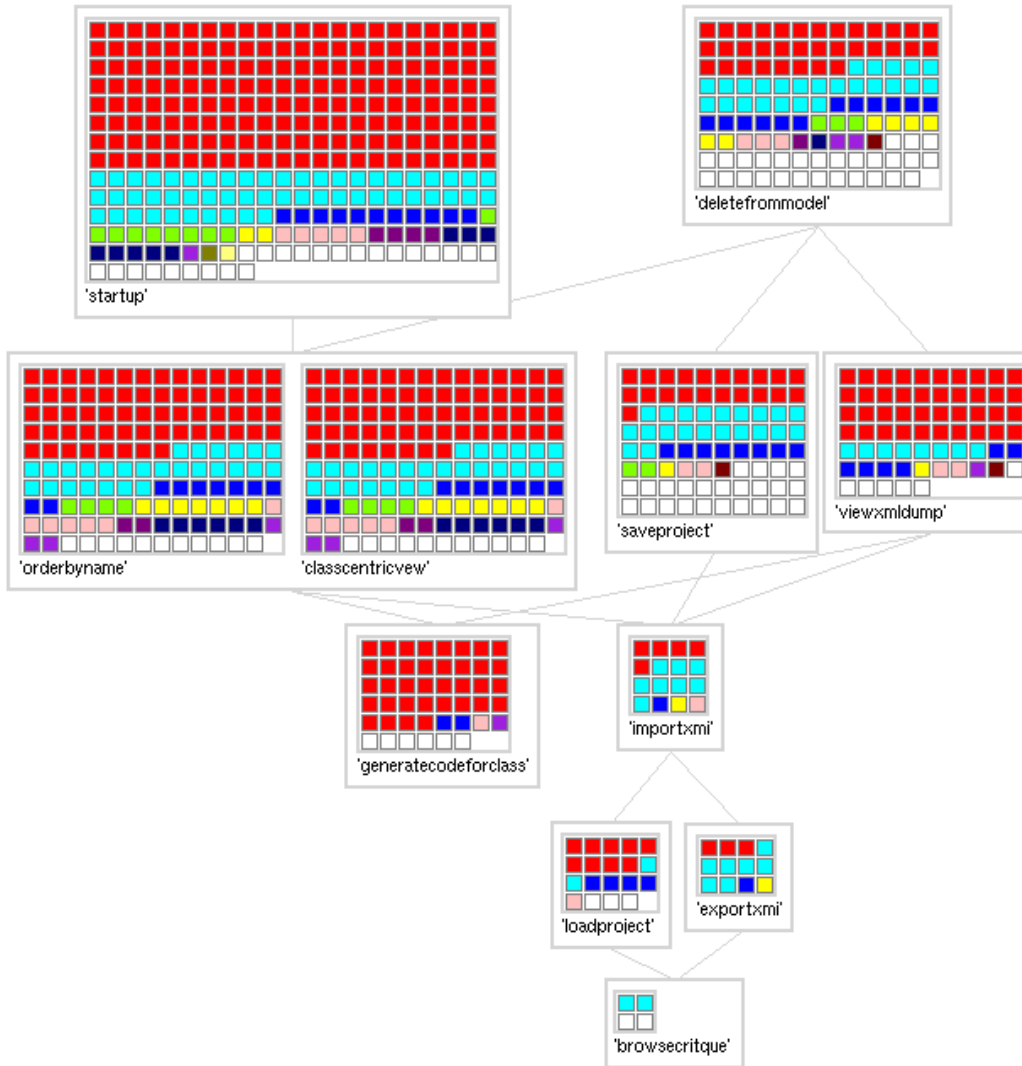 'startup'
'deletefrommodel'
'orderbyname'
'classcentricvew'
'saveproject'
'viewxmldump'
'generatecodeforclass'
'importxmi'
'loadproject'
'exportxmi'
'browsecritque'